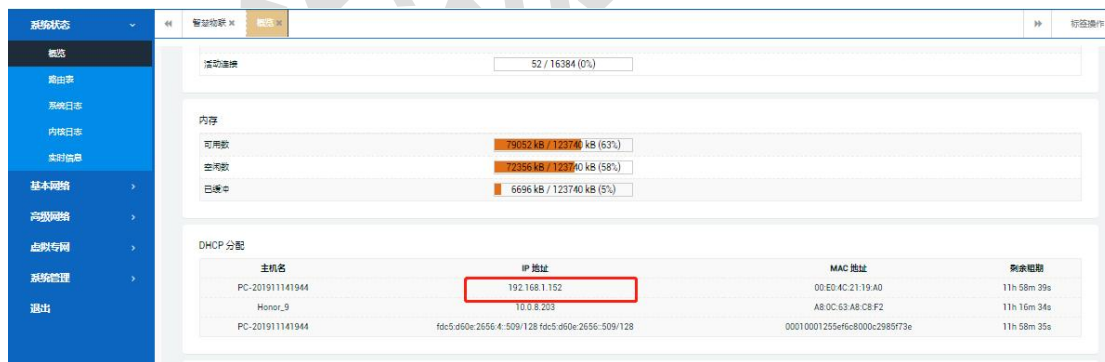 系统状态
概览
路由表
系统日志
内核日志
实时信息
基本网络
高级网络
虚拟专网
系统管理
退出
智慧物联 × 概览 × 标签操作
活动连接 52 / 16384 (0%)
内存
可用数 79052 kB / 123740 kB (63%)
空闲数 72356 kB / 123740 kB (58%)
已缓冲 6696 kB / 123740 kB (5%)
DHCP 分配
主机名 IP 地址 MAC 地址 剩余租期
PC-201911141944 192.168.1.152 00:E0:4C:21:19:A0 11h 58m 39s
Honor_9 10.0.8.203 A8:0C:63:A8:C8:F2 11h 16m 34s
PC-201911141944 fdc5:d60e:2656:4::509/128 fdc5:d60e:2656::509/128 00010001255ef6c8000c2985f73e 11h 58m 35s